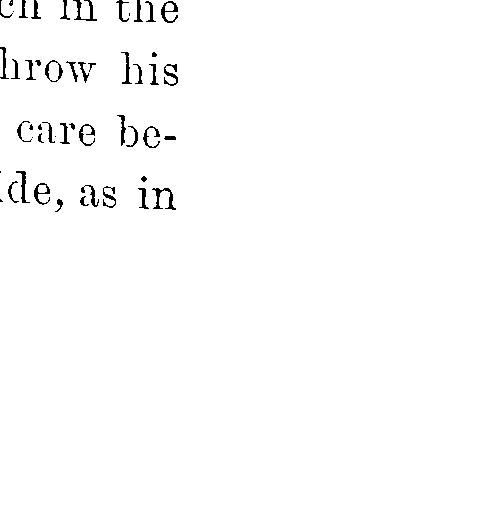 ch in the
hrow his
care be-
de, as in